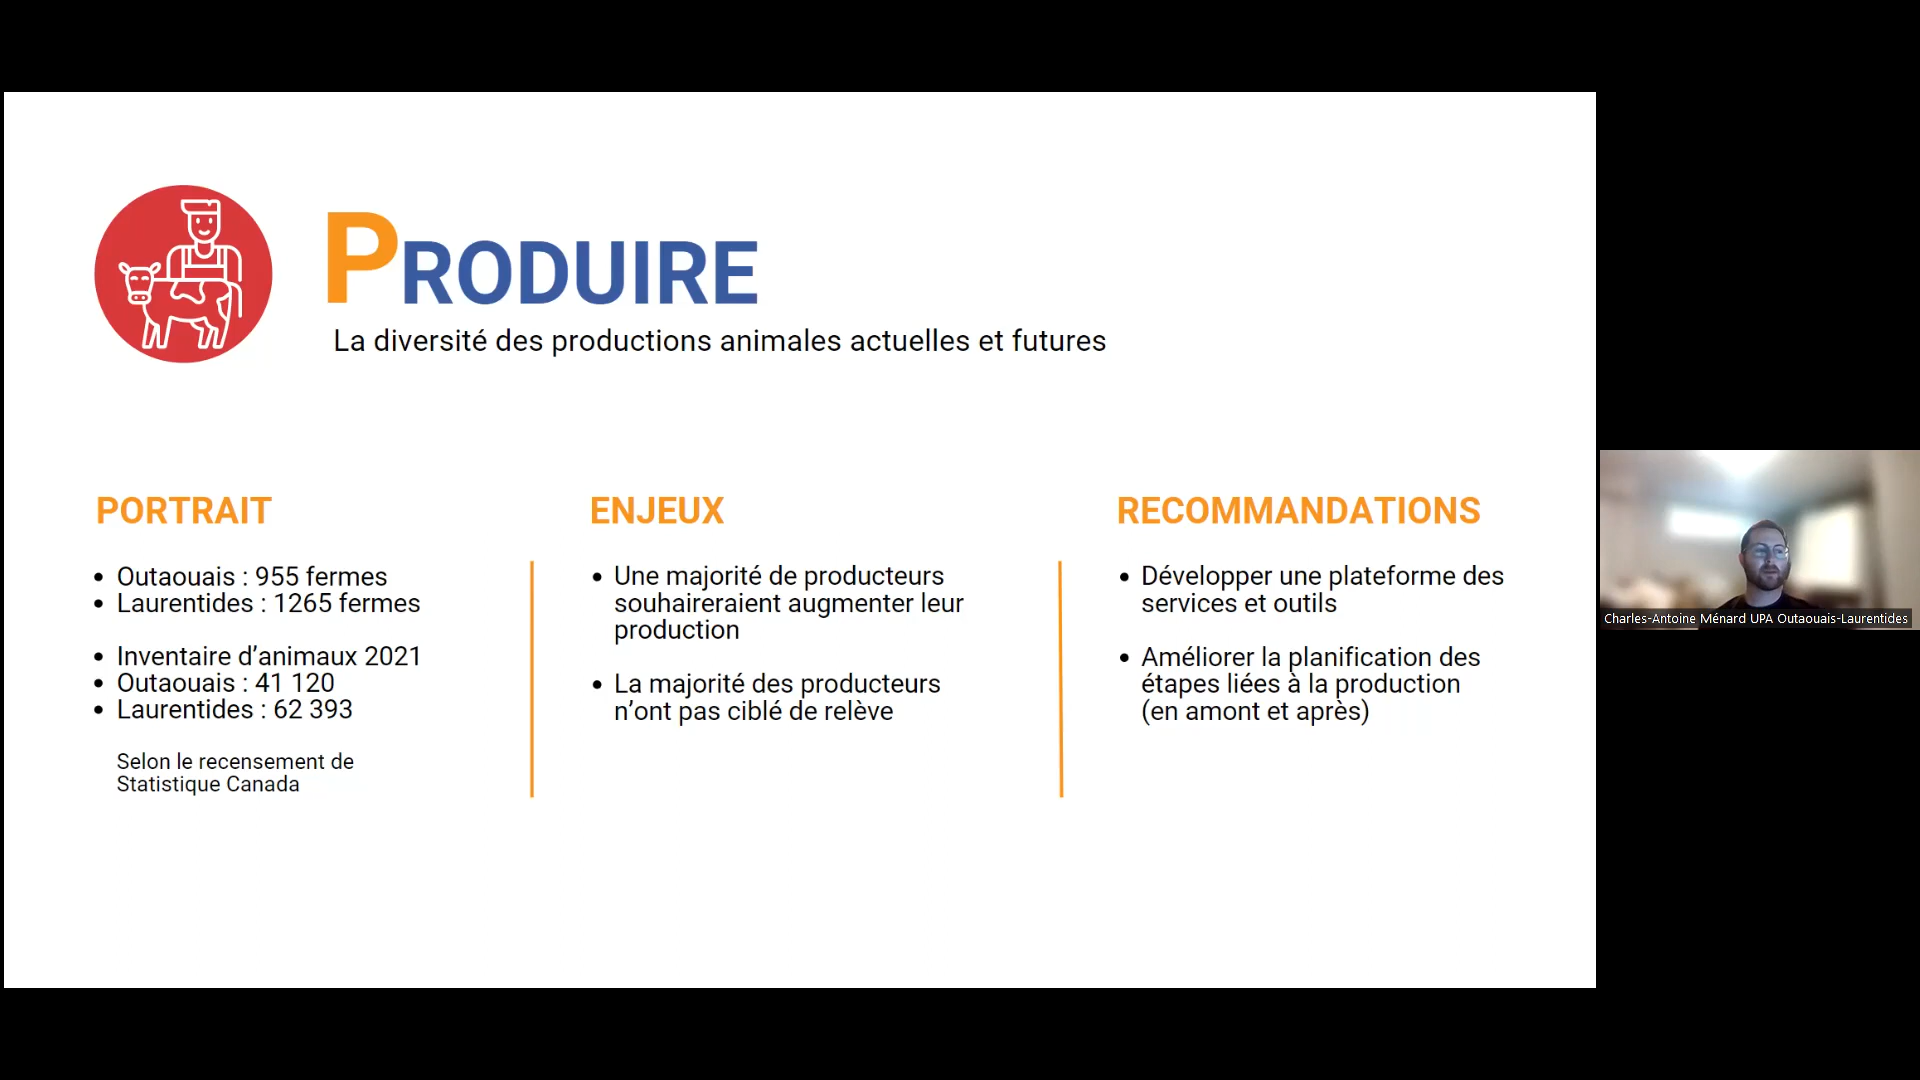 PRODUIRE
La diversité des productions animales actuelles et futures
PORTRAIT
• Outaouais : 955 fermes
• Laurentides : 1265 fermes
• Inventaire d’animaux 2021
• Outaouais : 41 120
• Laurentides : 62 393
Selon le recensement de
Statistique Canada
ENJEUX
• Une majorité de producteurs
souhaireraient augmenter leur
production
• La majorité des producteurs
n’ont pas ciblé de relève
RECOMMANDATIONS
• Développer une plateforme des
services et outils
• Améliorer la planification des
étapes liées à la production
(en amont et après)
Charles-Antoine Ménard UPA Outaouais-Laurentides